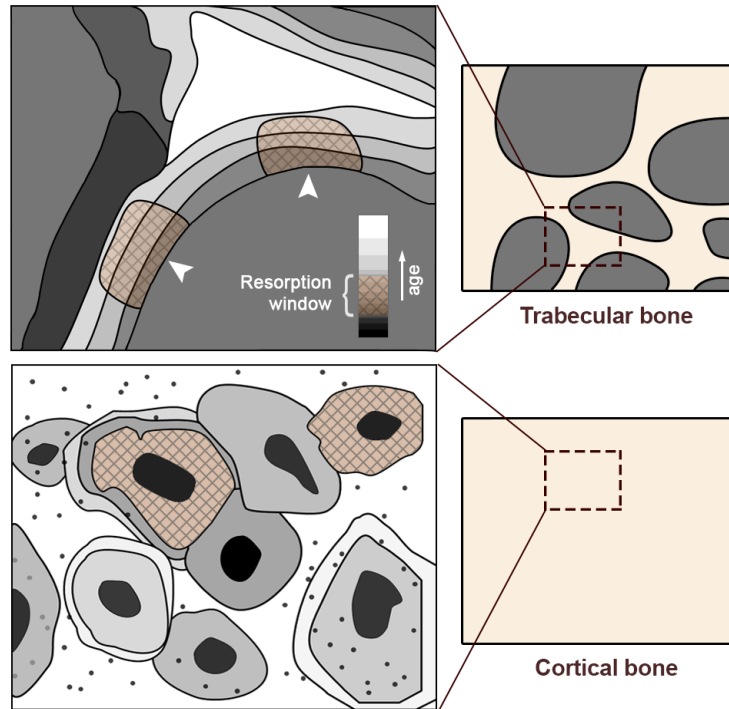 Resorption
window
age
Trabecular bone
Cortical bone